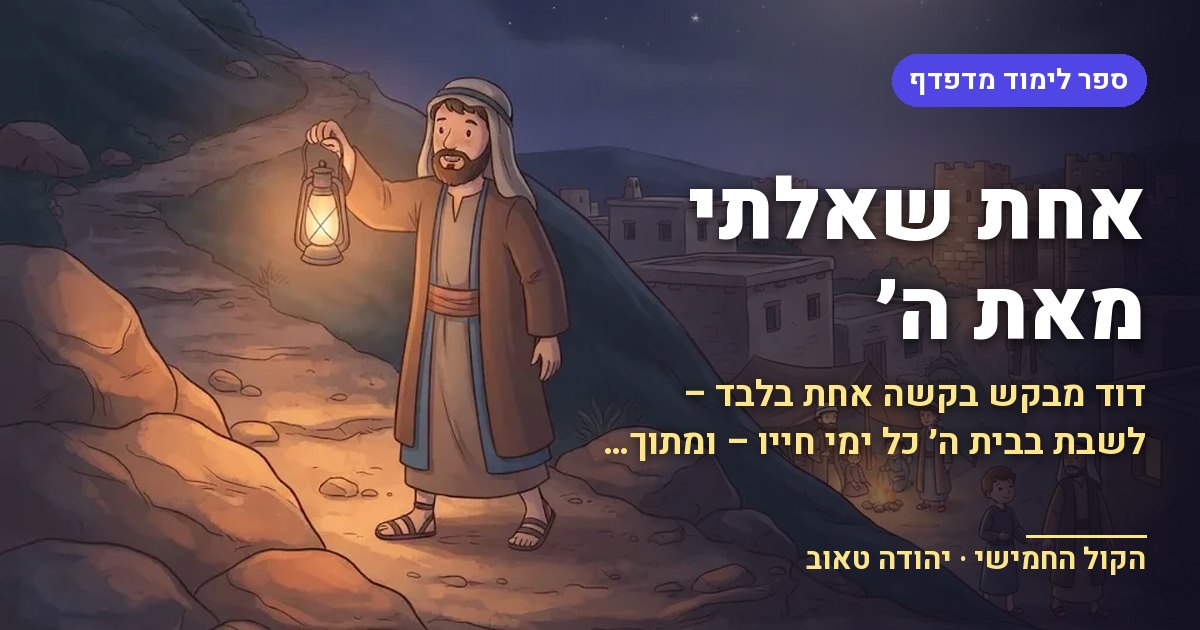 ספר לימוד מדפדף
אחת שאלתי
מאת ה׳
דוד מבקש בקשה אחת בלבד –
לשבת בבית ה׳ כל ימי חייו – ומתוך...
הקול החמישי · יהודה טאוב